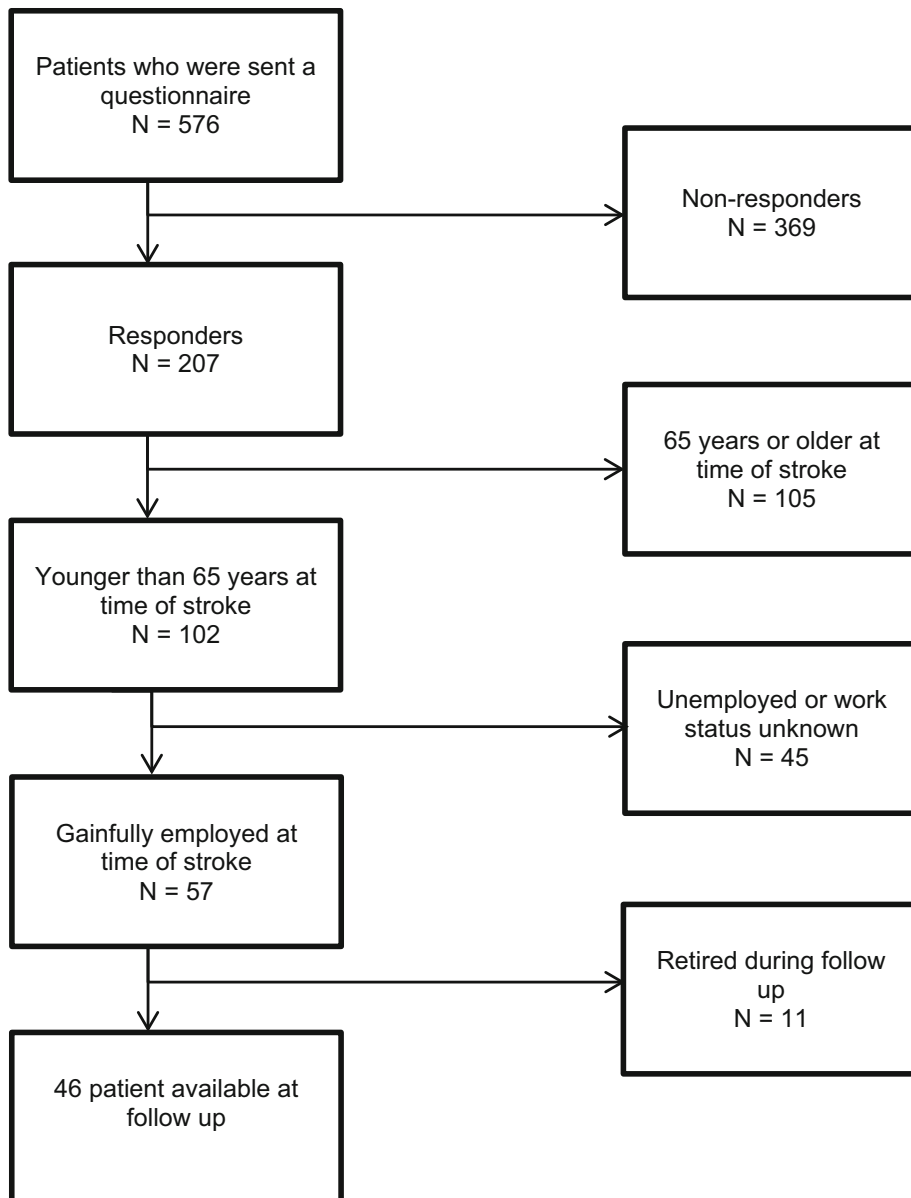 Patients who were sent a
questionnaire
N = 576
Non-responders
N = 369
Responders
N = 207
65 years or older at
time of stroke
N = 105
Younger than 65 years at
time of stroke
N = 102
Unemployed or work
status unknown
N = 45
Gainfully employed at
time of stroke
N = 57
Retired during follow
up
N = 11
46 patient available at
follow up